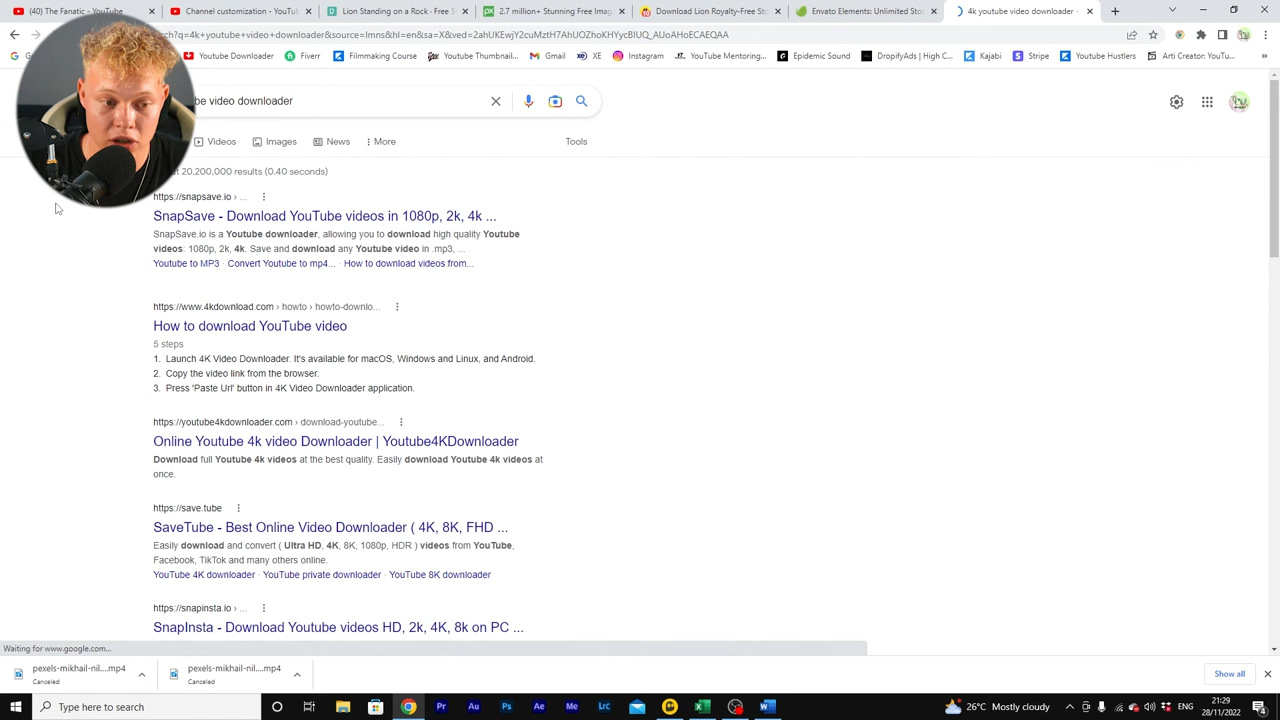 (40) The Fanatic - YouTu
Channel customization - YouTub
Lion Standing on a Rock · Free S
2.7 million+ Stunning Free Imag
Download Lion Royalty-Free St
Envato Elements: Unlimited Stoc
4k youtube video downloader -
rch?q=4k+youtube+video+downloader&source=lmns&hl=en&sa=X&ved=2ahUKEwjY2cuMztH7AhUOZhoKHYycBIUQ_AUoAHoECAEQAA
Youtube Downloader
Fiverr
Filmmaking Course
Youtube Thumbnail...
Gmail
XE
Instagram
YouTube Mentoring...
Epidemic Sound
DropifyAds | High C...
Kajabi
Stripe
Youtube Hustlers
Arti Creator: YouTu...
be video downloader
Videos
Images
News
More
Tools
20,200,000 results (0.40 seconds)
https://snapsave.io › ...
SnapSave - Download YouTube videos in 1080p, 2k, 4k ...
SnapSave.io is a Youtube downloader, allowing you to download high quality Youtube
videos: 1080p, 2k, 4k. Save and download any Youtube video in .mp3, ...
Youtube to MP3 · Convert Youtube to mp4... · How to download videos from...
https://www.4kdownload.com › howto › howto-downlo...
How to download YouTube video
5 steps
1. Launch 4K Video Downloader. It's available for macOS, Windows and Linux, and Android.
2. Copy the video link from the browser.
3. Press 'Paste Url' button in 4K Video Downloader application.
https://youtube4kdownloader.com › download-youtube...
Online Youtube 4k video Downloader | Youtube4KDownloader
Download full Youtube 4k videos at the best quality. Easily download Youtube 4k videos at
once.
https://save.tube
SaveTube - Best Online Video Downloader ( 4K, 8K, FHD ...
Easily download and convert ( Ultra HD, 4K, 8K, 1080p, HDR ) videos from YouTube,
Facebook, TikTok and many others online.
YouTube 4K downloader · YouTube private downloader · YouTube 8K downloader
https://snapinsta.io › ...
SnapInsta - Download Youtube videos HD, 2k, 4K, 8k on PC ...
Waiting for www.google.com...
pexels-mikhail-nil....mp4
Canceled
pexels-mikhail-nil....mp4
Canceled
Show all
Type here to search
Pr
Au
Ps
Ae
Me
Lrc
26°C Mostly cloudy
21:29
28/11/2022